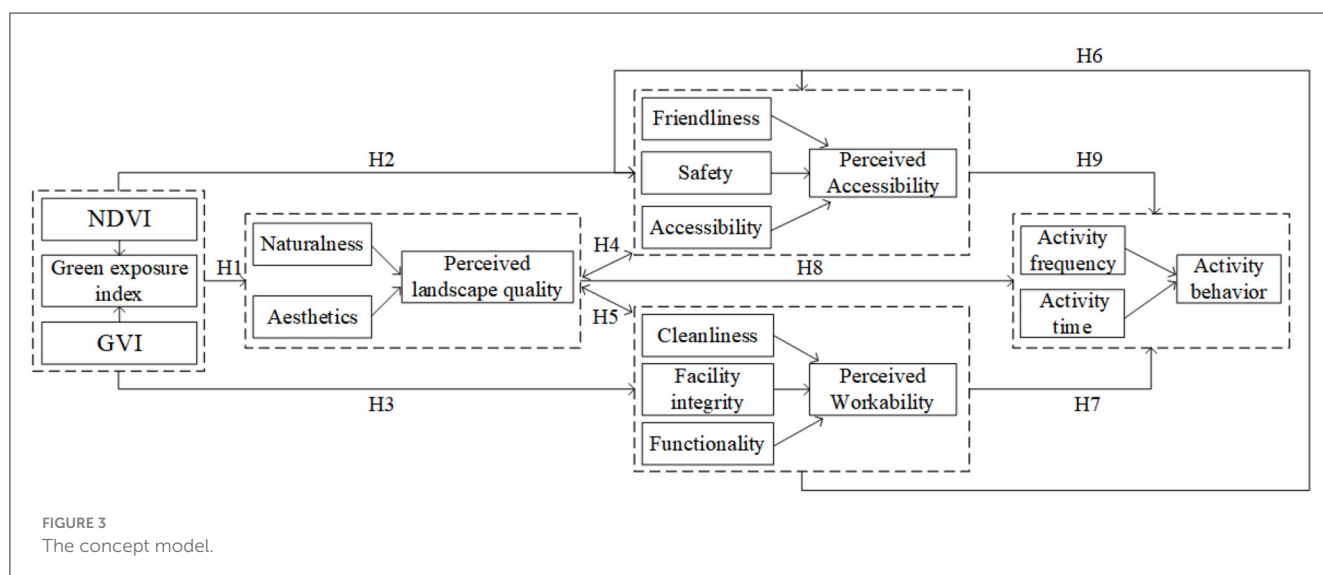 H6
Friendliness
H2
Safety
Perceived
Accessibility
H9
Accessibility
NDVI
Green exposure
index
GVI
H1
Naturalness
Aesthetics
Perceived
landscape quality
H4
H8
H5
Activity
frequency
Activity
time
Activity
behavior
H3
Cleanliness
Facility
integrity
Functionality
Perceived
Workability
H7
FIGURE 3
The concept model.